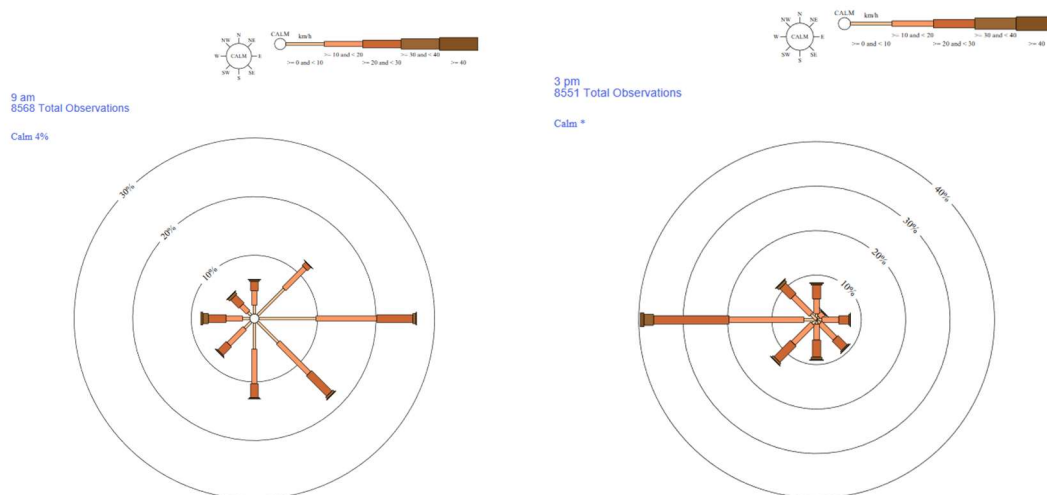 N
NW NE
W CALM E
SW SE
S
CALM km/h >= 10 and < 20 >= 30 and < 40
>= 0 and < 10 >= 20 and < 30 >= 40
9 am
8568 Total Observations
Calm 4%
10%
20%
30%
N
NW NE
W CALM E
SW SE
S
CALM km/h >= 10 and < 20 >= 30 and < 40
>= 0 and < 10 >= 20 and < 30 >= 40
3 pm
8551 Total Observations
Calm *
10%
20%
30%
40%